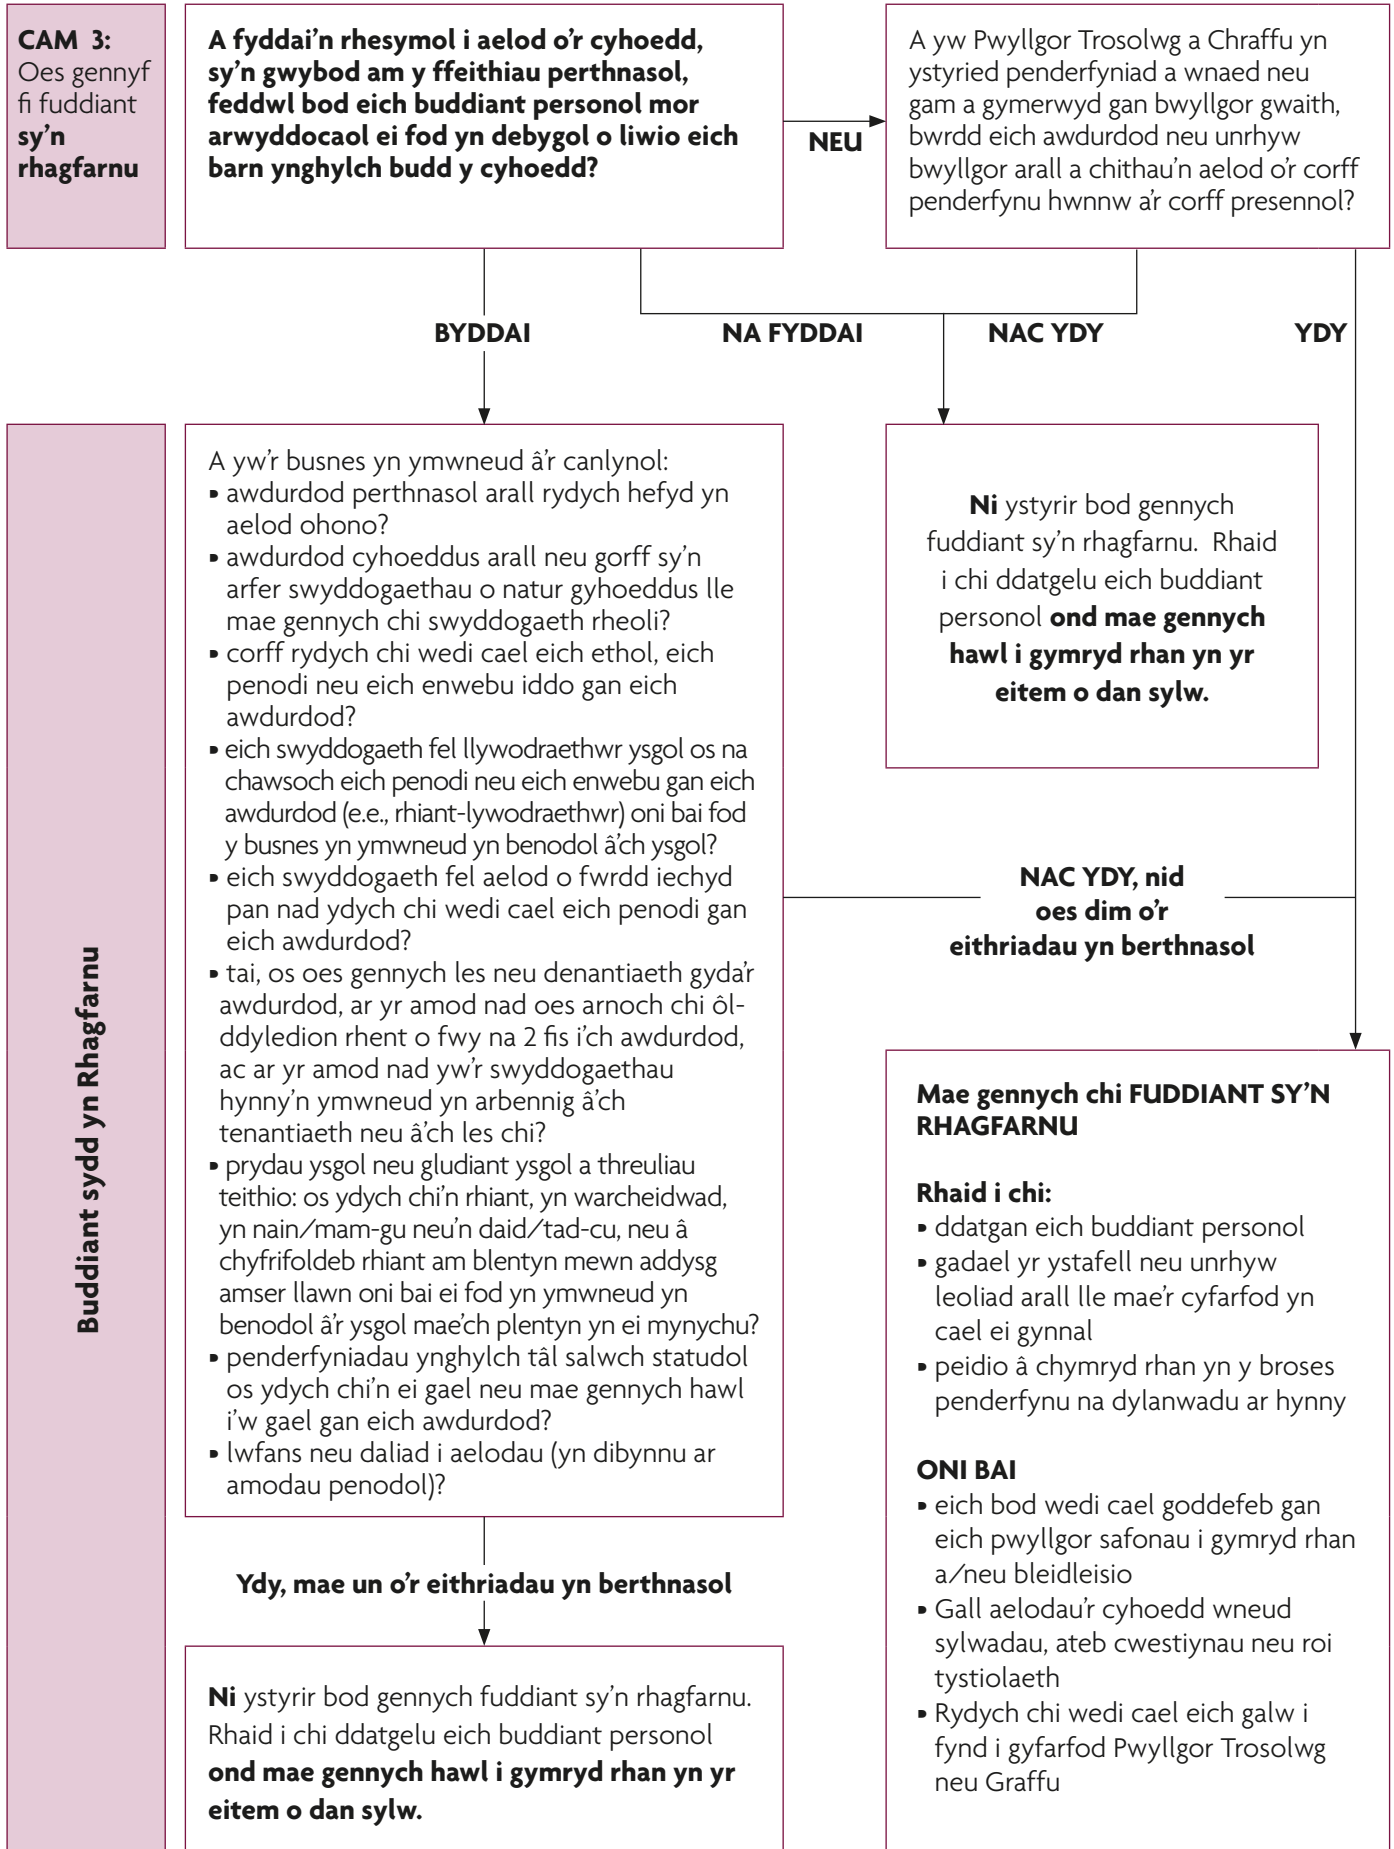 CAM 3:
Oes gennyf
fi fuddiant
sy'n
rhagfarnu
A fyddai'n rhesymol i aelod o'r cyhoedd,
sy'n gwybod am y ffeithiau perthnasol,
feddwl bod eich buddiant personol mor
arwyddocaol ei fod yn debygol o liwio eich
barn ynghylch budd y cyhoedd?
NEU
A yw Pwyllgor Trosolwg a Chraffu yn
ystyried penderfyniad a wnaed neu
gam a gymerwyd gan bwyllgor gwaith,
bwrdd eich awdurdod neu unrhyw
bwyllgor arall a chithau'n aelod o'r corff
penderfynu hwnnw a'r corff presennol?
BYDDAI
NA FYDDAI
NAC YDY
YDY
Buddiant sydd yn Rhagfarnu
A yw'r busnes yn ymwneud â'r canlynol:
• awdurdod perthnasol arall rydych hefyd yn
aelod ohono?
• awdurdod cyhoeddus arall neu gorff sy'n
arfer swyddogaethau o natur gyhoeddus lle
mae gennych chi swyddogaeth rheoli?
• corff rydych chi wedi cael eich ethol, eich
penodi neu eich enwebu iddo gan eich
awdurdod?
• eich swyddogaeth fel llywodraethwr ysgol os na
chawsoch eich penodi neu eich enwebu gan eich
awdurdod (e.e., rhiant-lywodraethwr) oni bai fod
y busnes yn ymwneud yn benodol â'ch ysgol?
• eich swyddogaeth fel aelod o fwrdd iechyd
pan nad ydych chi wedi cael eich penodi gan
eich awdurdod?
• tai, os oes gennych les neu denantiaeth gyda'r
awdurdod, ar yr amod nad oes arnoch chi ôl-
ddyledion rhent o fwy na 2 fis i'ch awdurdod,
ac ar yr amod nad yw'r swyddogaethau
hynny'n ymwneud yn arbennig â'ch
tenantiaeth neu â'ch les chi?
• prydau ysgol neu gludiant ysgol a threuliau
teithio: os ydych chi'n rhiant, yn warcheidwad,
yn nain/mam-gu neu'n daid/tad-cu, neu â
chyfrifoldeb rhiant am blentyn mewn addysg
amser llawn oni bai ei fod yn ymwneud yn
benodol â'r ysgol mae'ch plentyn yn ei mynychu?
• penderfyniadau ynghylch tâl salwch statudol
os ydych chi'n ei gael neu mae gennych hawl
i'w gael gan eich awdurdod?
• lwfans neu daliad i aelodau (yn dibynnu ar
amodau penodol)?
Ni ystyrir bod gennych
fuddiant sy'n rhagfarnu. Rhaid
i chi ddatgelu eich buddiant
personol ond mae gennych
hawl i gymryd rhan yn yr
eitem o dan sylw.
NAC YDY, nid
oes dim o'r
eithriadau yn berthnasol
Ydy, mae un o'r eithriadau yn berthnasol
Ni ystyrir bod gennych fuddiant sy'n rhagfarnu.
Rhaid i chi ddatgelu eich buddiant personol
ond mae gennych hawl i gymryd rhan yn yr
eitem o dan sylw.
Mae gennych chi FUDDIANT SY'N
RHAGFARNU
Rhaid i chi:
• ddatgan eich buddiant personol
• gadael yr ystafell neu unrhyw
leoliad arall lle mae'r cyfarfod yn
cael ei gynnal
• peidio â chymryd rhan yn y broses
penderfynu na dylanwadu ar hynny
ONI BAI
• eich bod wedi cael goddefeb gan
eich pwyllgor safonau i gymryd rhan
a/neu bleidleisio
• Gall aelodau'r cyhoedd wneud
sylwadau, ateb cwestiynau neu roi
tystiolaeth
• Rydych chi wedi cael eich galw i
fynd i gyfarfod Pwyllgor Trosolwg
neu Graffu